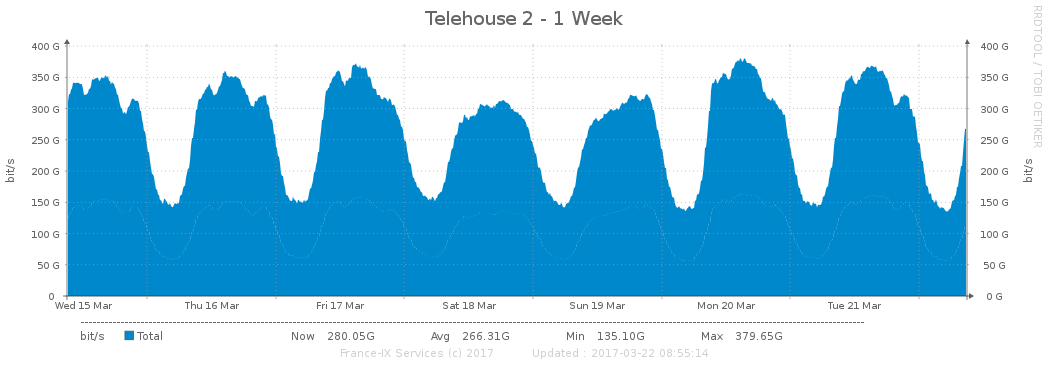 Telehouse 2 - 1 Week
RRDTOOL / TOBI OETIKER
400 G 400 G
350 G 350 G
300 G 300 G
250 G 250 G
200 G 200 G
150 G 150 G
100 G 100 G
50 G 50 G
0 0 G
bit/s bit/s
Wed 15 Mar Thu 16 Mar Fri 17 Mar Sat 18 Mar Sun 19 Mar Mon 20 Mar Tue 21 Mar
bit/s Total Now 280.05G Avg 266.31G Min 135.10G Max 379.65G
France-IX Services (c) 2017 Updated : 2017-03-22 08:55:14